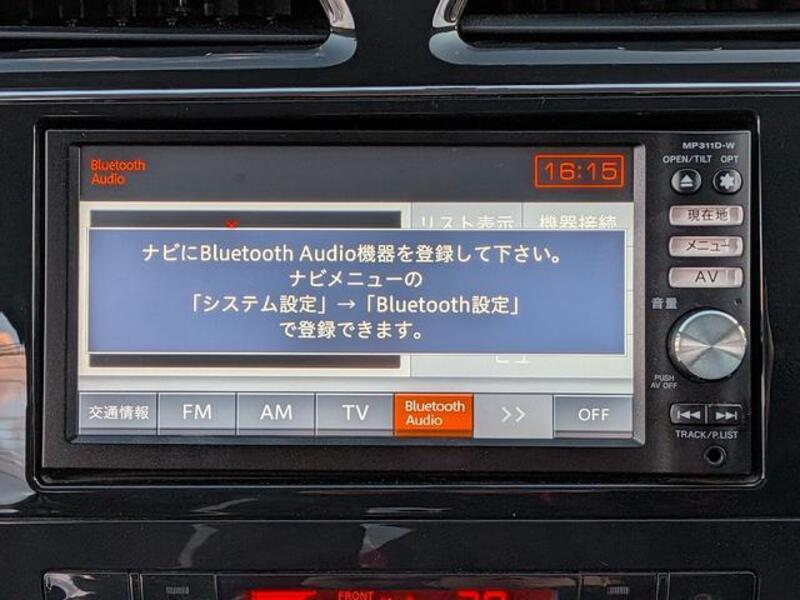 MP311D-W
OPEN/TILT OPT
Bluetooth
Audio
16:15
現在地
リスト表示 機器接続
メニュー
ナビにBluetooth Audio機器を登録して下さい。
ナビメニューの
「システム設定」→「Bluetooth設定」
で登録できます。
AV
音量
PUSH
AV OFF
交通情報 FM AM TV Bluetooth Audio >> OFF
TRACK/P.LIST
FRONT